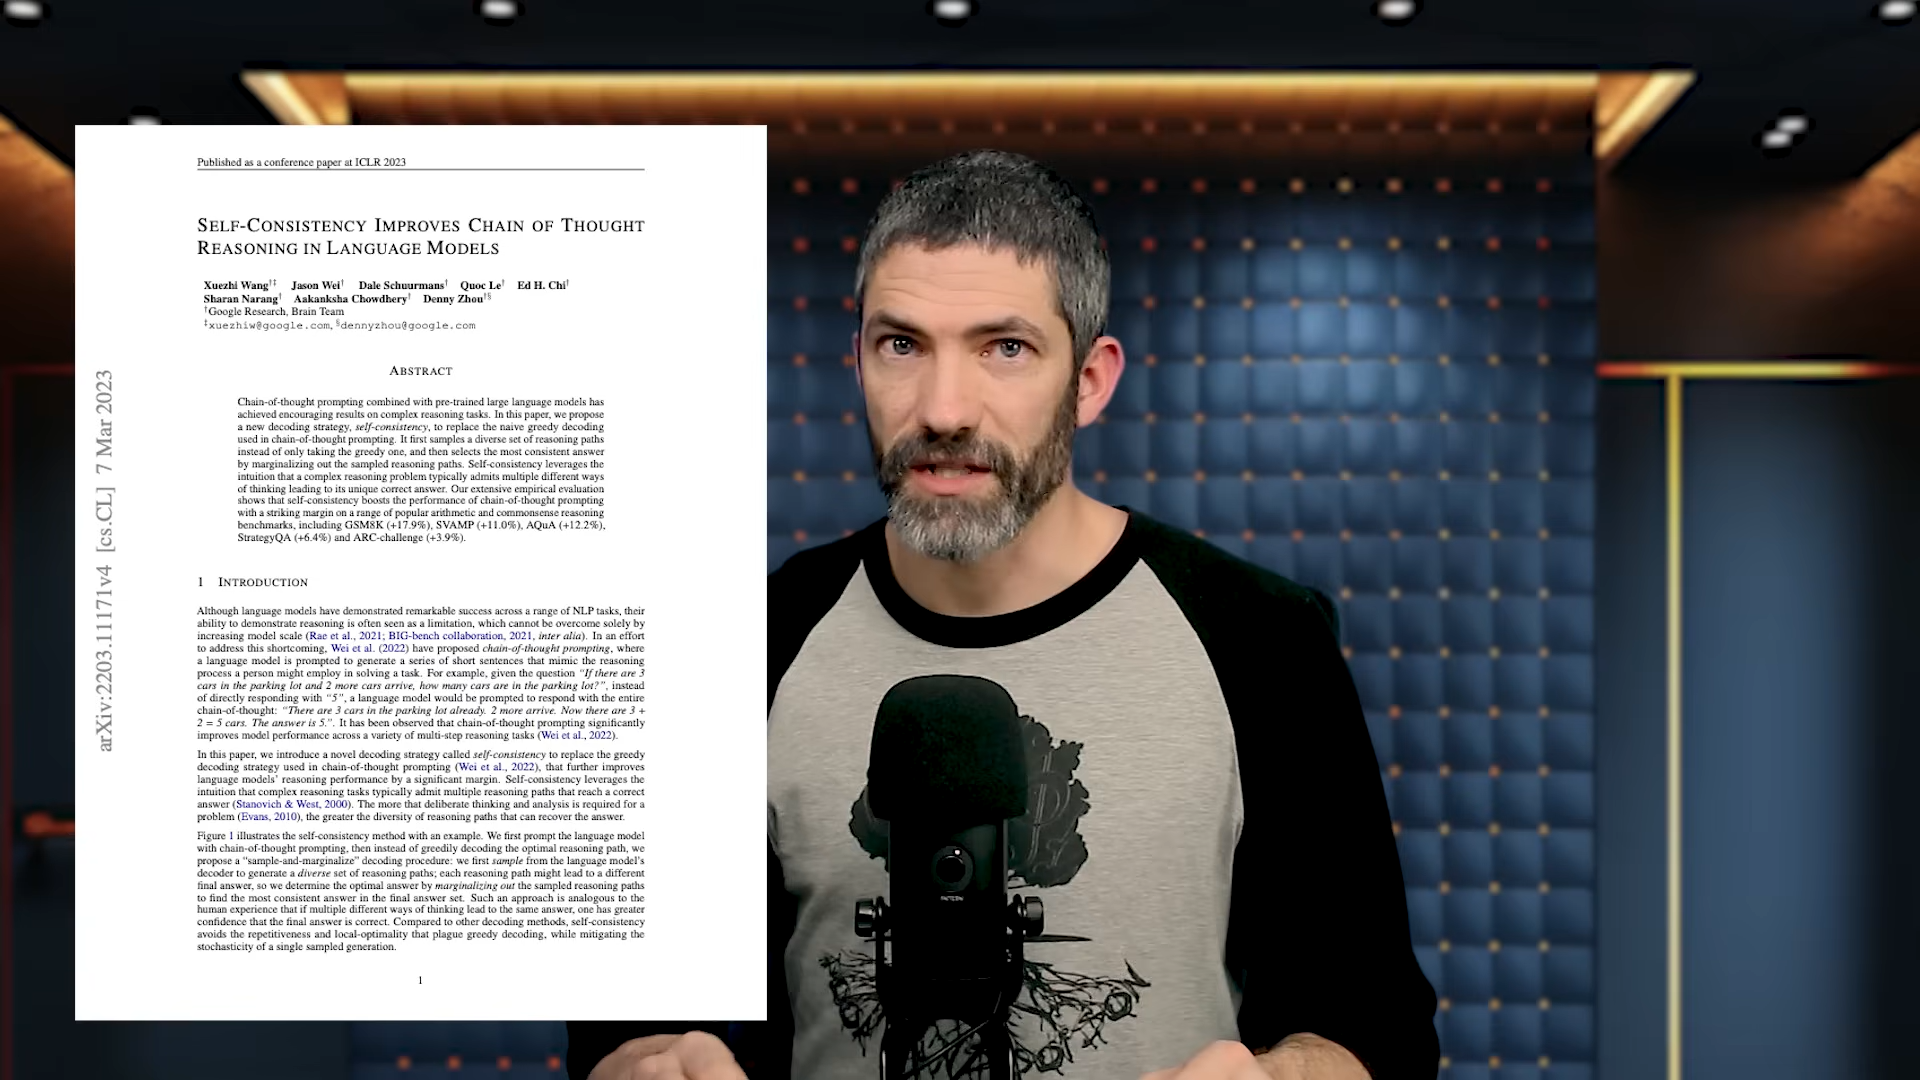 Published as a conference paper at ICLR 2023
SELF-CONSISTENCY IMPROVES CHAIN OF THOUGHT
REASONING IN LANGUAGE MODELS
Xuezhi Wang†‡ Jason Wei† Dale Schuurmans† Quoc Le† Ed H. Chi†
Sharan Narang† Aakanksha Chowdhery† Denny Zhou†§
†Google Research, Brain Team
‡xuezhiw@google.com, §dennyzhou@google.com
ABSTRACT
Chain-of-thought prompting combined with pre-trained large language models has
achieved encouraging results on complex reasoning tasks. In this paper, we propose
a new decoding strategy, self-consistency, to replace the naive greedy decoding
used in chain-of-thought prompting. It first samples a diverse set of reasoning paths
instead of only taking the greedy one, and then selects the most consistent answer
by marginalizing out the sampled reasoning paths. Self-consistency leverages the
intuition that a complex reasoning problem typically admits multiple different ways
of thinking leading to its unique correct answer. Our extensive empirical evaluation
shows that self-consistency boosts the performance of chain-of-thought prompting
with a striking margin on a range of popular arithmetic and commonsense reasoning
benchmarks, including GSM8K (+17.9%), SVAMP (+11.0%), AQuA (+12.2%),
StrategyQA (+6.4%) and ARC-challenge (+3.9%).
1 INTRODUCTION
Although language models have demonstrated remarkable success across a range of NLP tasks, their
ability to demonstrate reasoning is often seen as a limitation, which cannot be overcome solely by
increasing model scale (Rae et al., 2021; BIG-bench collaboration, 2021, inter alia). In an effort
to address this shortcoming, Wei et al. (2022) have proposed chain-of-thought prompting, where
a language model is prompted to generate a series of short sentences that mimic the reasoning
process a person might employ in solving a task. For example, given the question “If there are 3
cars in the parking lot and 2 more cars arrive, how many cars are in the parking lot?”, instead
of directly responding with “5”, a language model would be prompted to respond with the entire
chain-of-thought: “There are 3 cars in the parking lot already. 2 more arrive. Now there are 3 +
2 = 5 cars. The answer is 5.”. It has been observed that chain-of-thought prompting significantly
improves model performance across a variety of multi-step reasoning tasks (Wei et al., 2022).
In this paper, we introduce a novel decoding strategy called self-consistency to replace the greedy
decoding strategy used in chain-of-thought prompting (Wei et al., 2022), that further improves
language models’ reasoning performance by a significant margin. Self-consistency leverages the
intuition that complex reasoning tasks typically admit multiple reasoning paths that reach a correct
answer (Stanovich & West, 2000). The more that deliberate thinking and analysis is required for a
problem (Evans, 2010), the greater the diversity of reasoning paths that can recover the answer.
Figure 1 illustrates the self-consistency method with an example. We first prompt the language model
with chain-of-thought prompting, then instead of greedily decoding the optimal reasoning path, we
propose a “sample-and-marginalize” decoding procedure: we first sample from the language model’s
decoder to generate a diverse set of reasoning paths; each reasoning path might lead to a different
final answer, so we determine the optimal answer by marginalizing out the sampled reasoning paths
to find the most consistent answer in the final answer set. Such an approach is analogous to the
human experience that if multiple different ways of thinking lead to the same answer, one has greater
confidence that the final answer is correct. Compared to other decoding methods, self-consistency
avoids the repetitiveness and local-optimality that plague greedy decoding, while mitigating the
stochasticity of a single sampled generation.
1
arXiv:2203.11171v4 [cs.CL] 7 Mar 2023